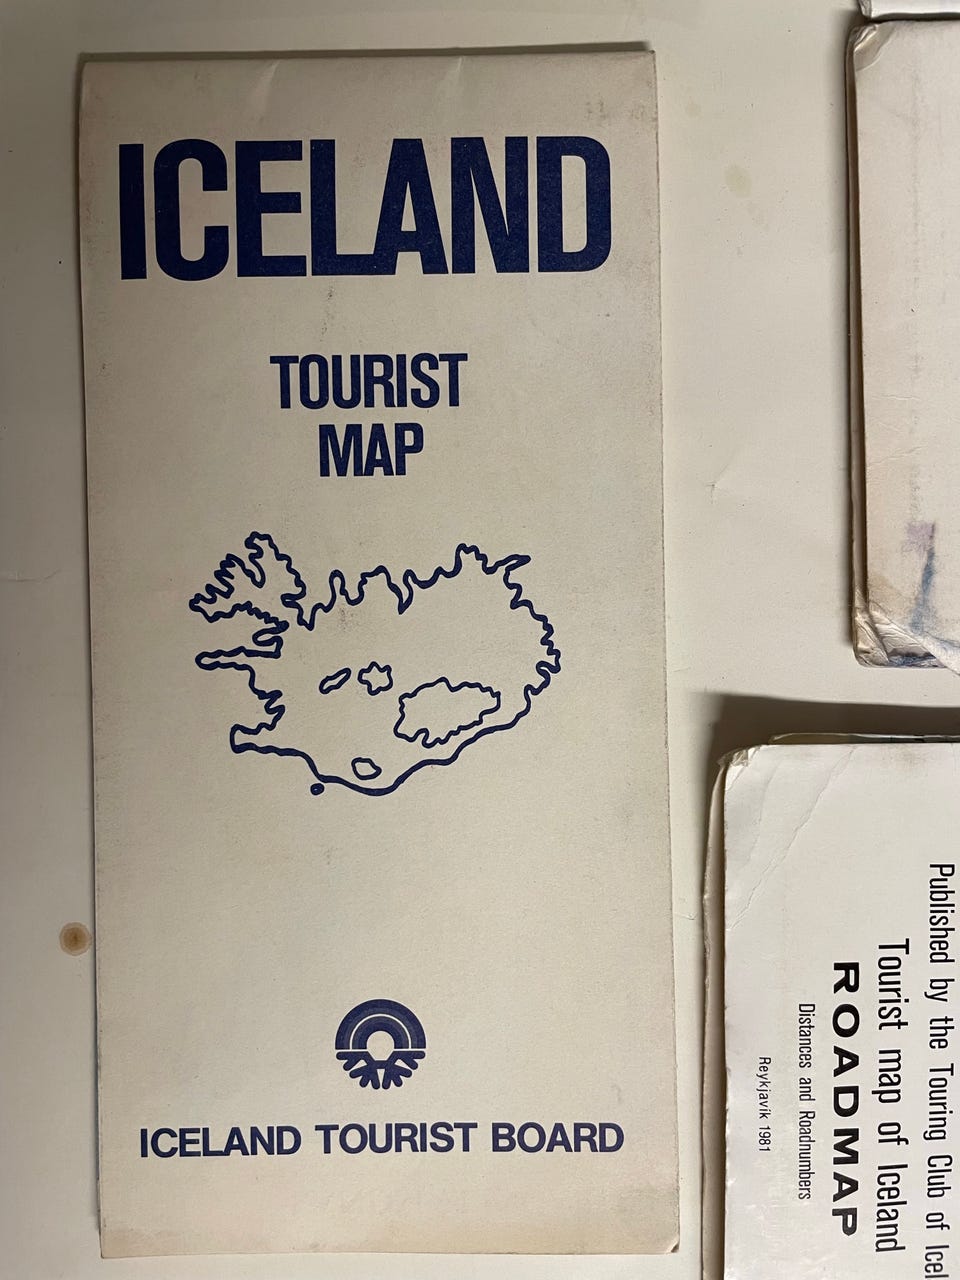 ICELAND
TOURIST
MAP
ICELAND TOURIST BOARD
Published by the Touring Club of Icel
Tourist map of Iceland
ROADMAP
Distances and Roadnumbers
Reykjavik 1981